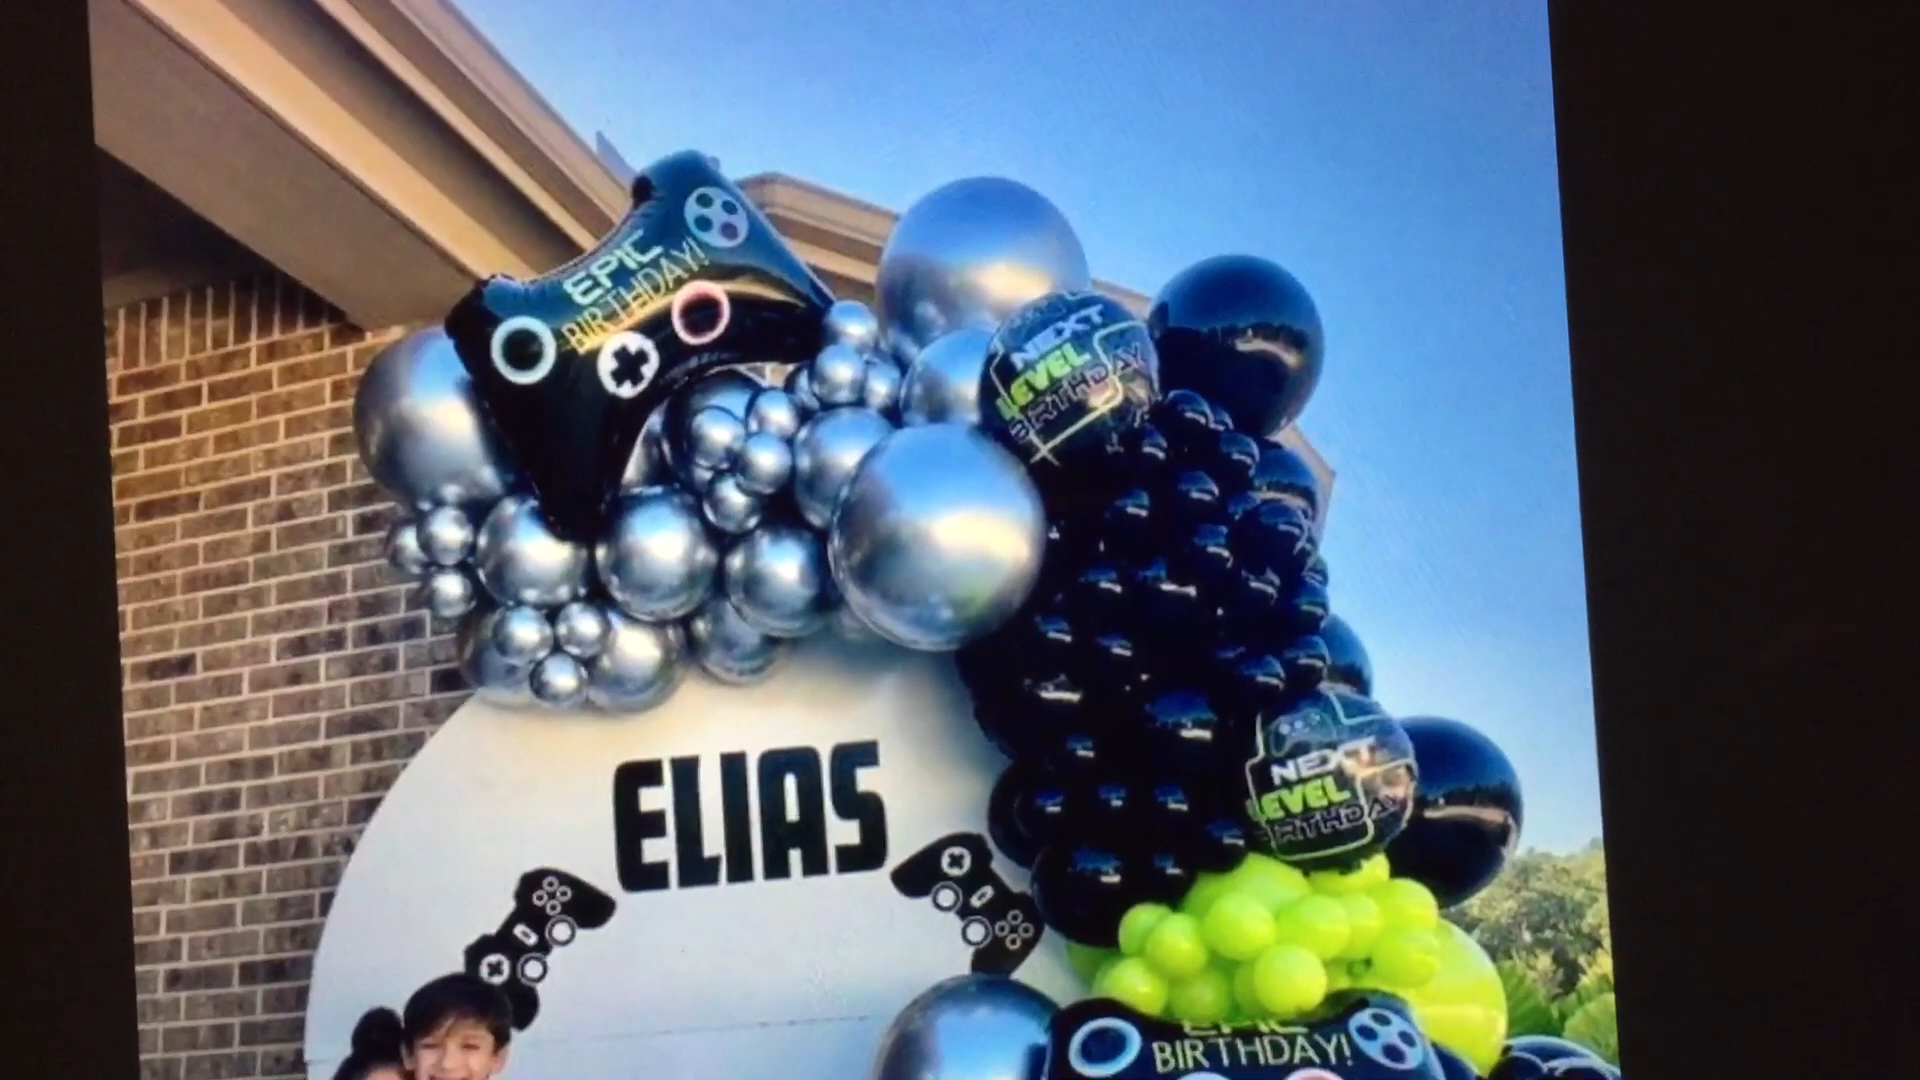 EPIC
BIRTHDAY!
NEXT
LEVEL
BIRTHDAY
ELIAS
NEXT
LEVEL
BIRTHDAY
EPIC
BIRTHDAY!